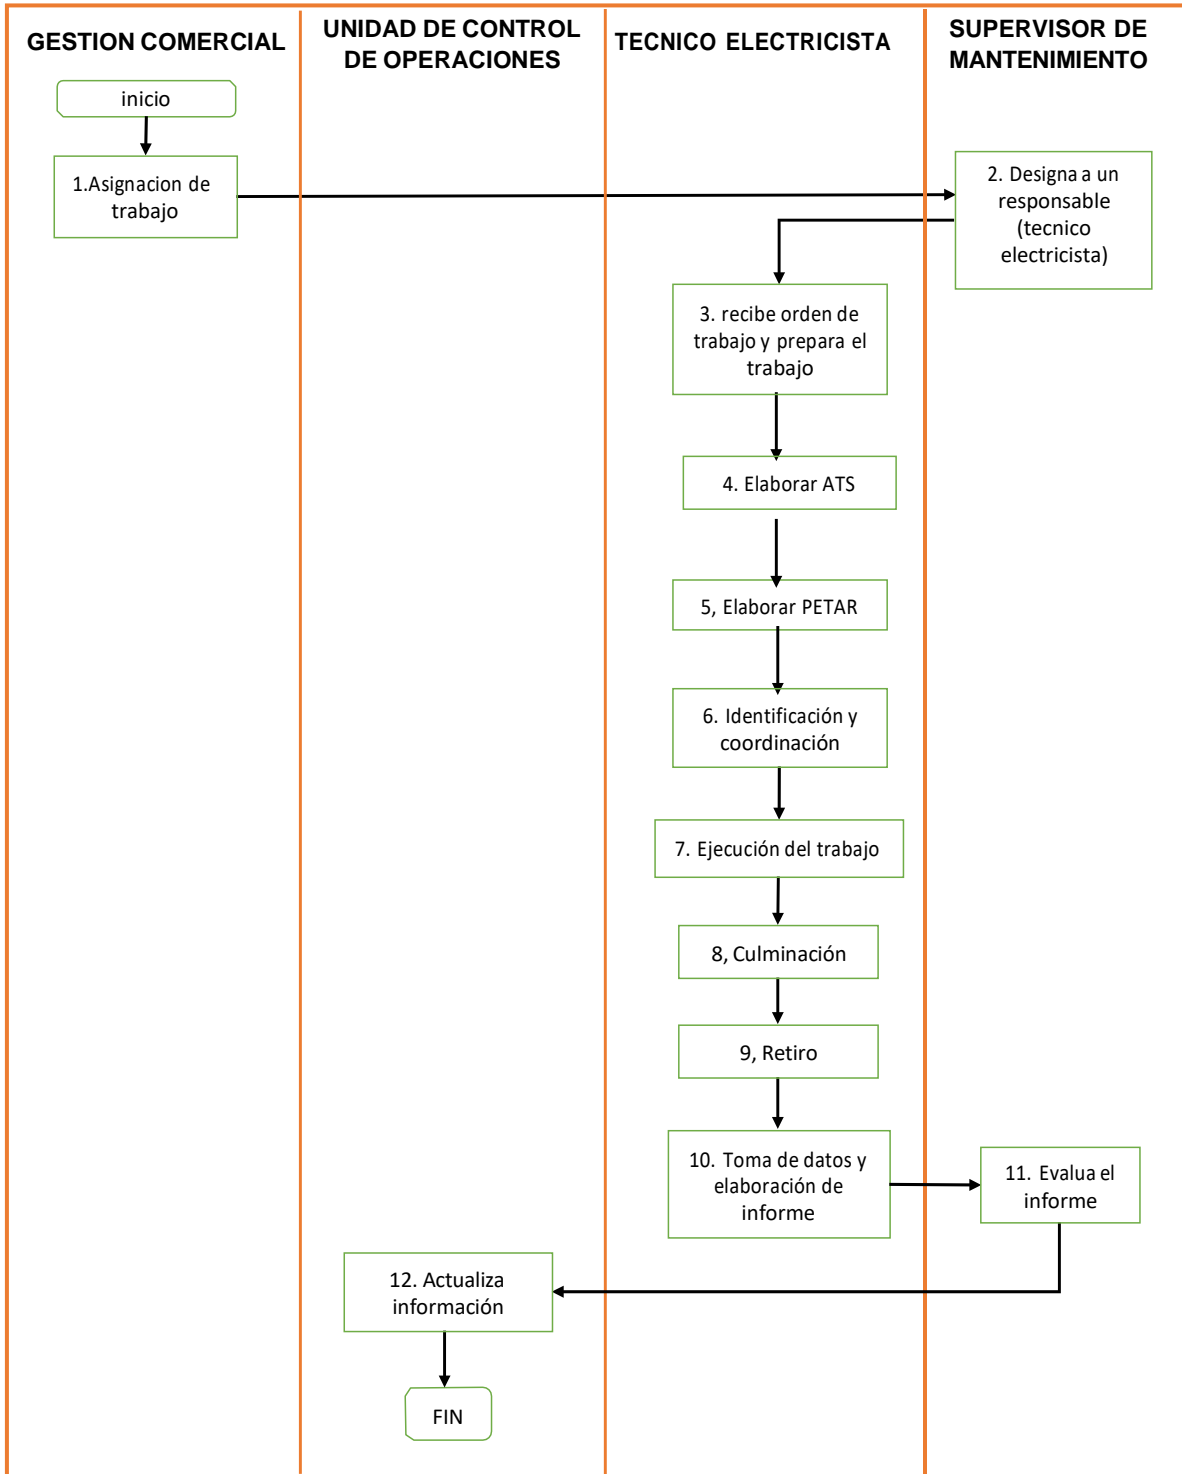 GESTION COMERCIAL
UNIDAD DE CONTROL
DE OPERACIONES
TECNICO ELECTRICISTA
SUPERVISOR DE
MANTENIMIENTO
inicio
1.Asignacion de
trabajo
2. Designa a un
responsable
(tecnico
electricista)
3. recibe orden de
trabajo y prepara el
trabajo
4. Elaborar ATS
5, Elaborar PETAR
6. Identificación y
coordinación
7. Ejecución del trabajo
8, Culminación
9, Retiro
10. Toma de datos y
elaboración de
informe
11. Evalua el
informe
12. Actualiza
información
FIN